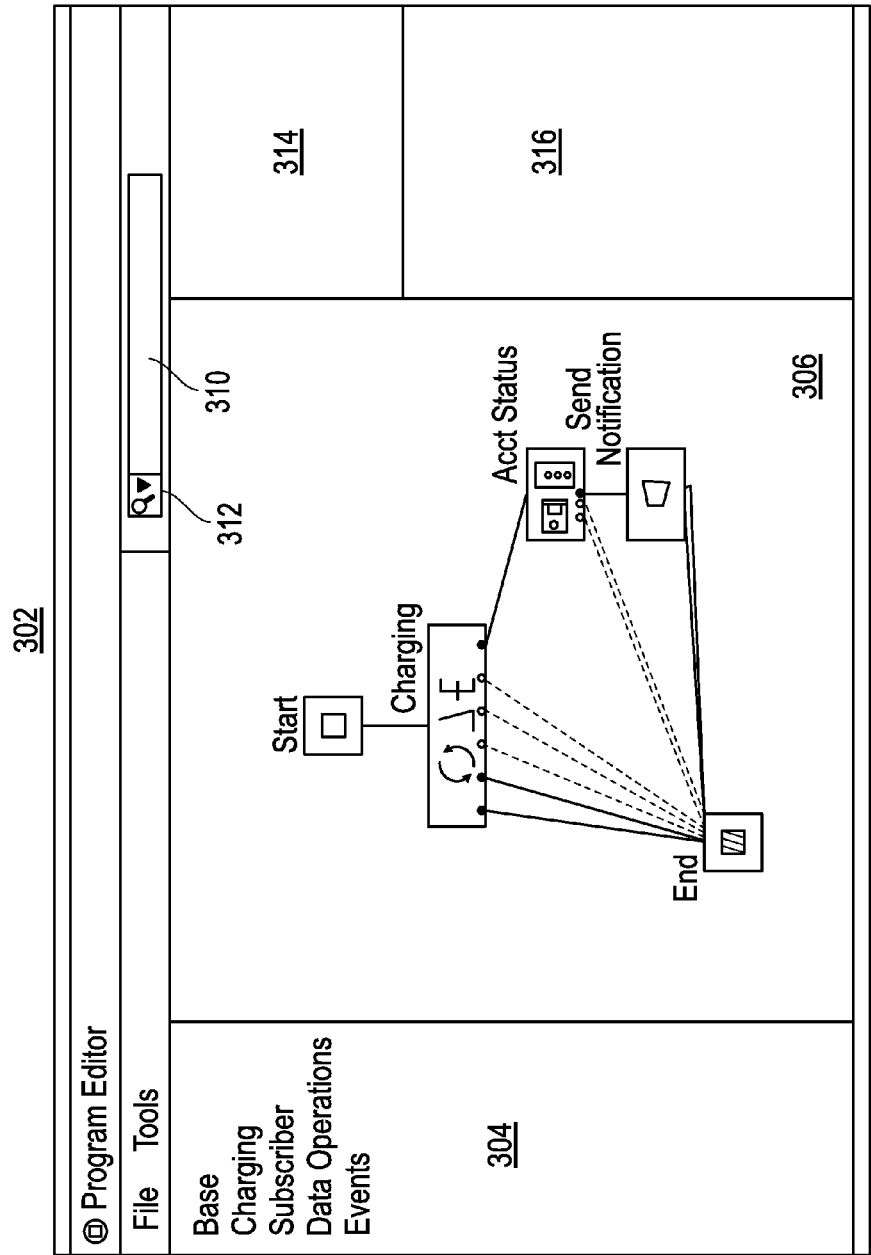 302
Program Editor
File Tools
312
310
Base
Charging
Subscriber
Data Operations
Events
304
Start
Charging
Acct Status
Send
Notification
End
306
314
316